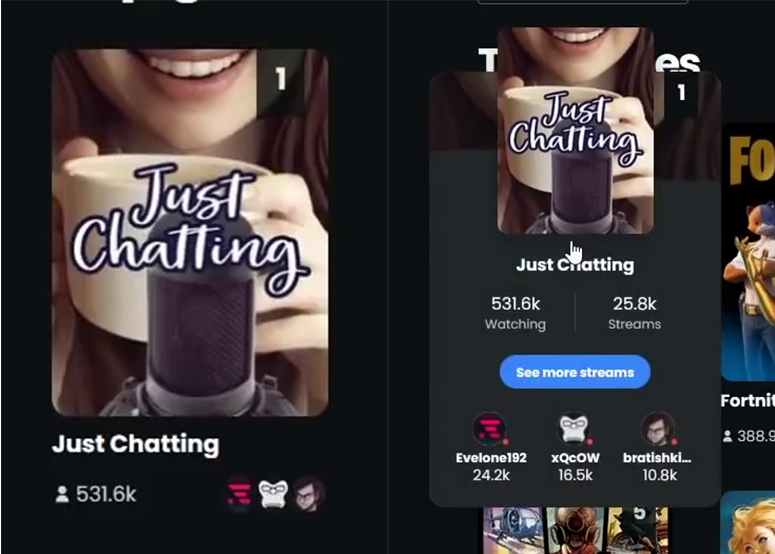 1
Just
Chatting
Just Chatting
531.6k
1
Just
Chatting
Just Chatting
531.6k
Watching
25.8k
Streams
See more streams
Evelone192
24.2k
xQcOW
16.5k
bratishki...
10.8k
FO
Fortnit
388.9
5